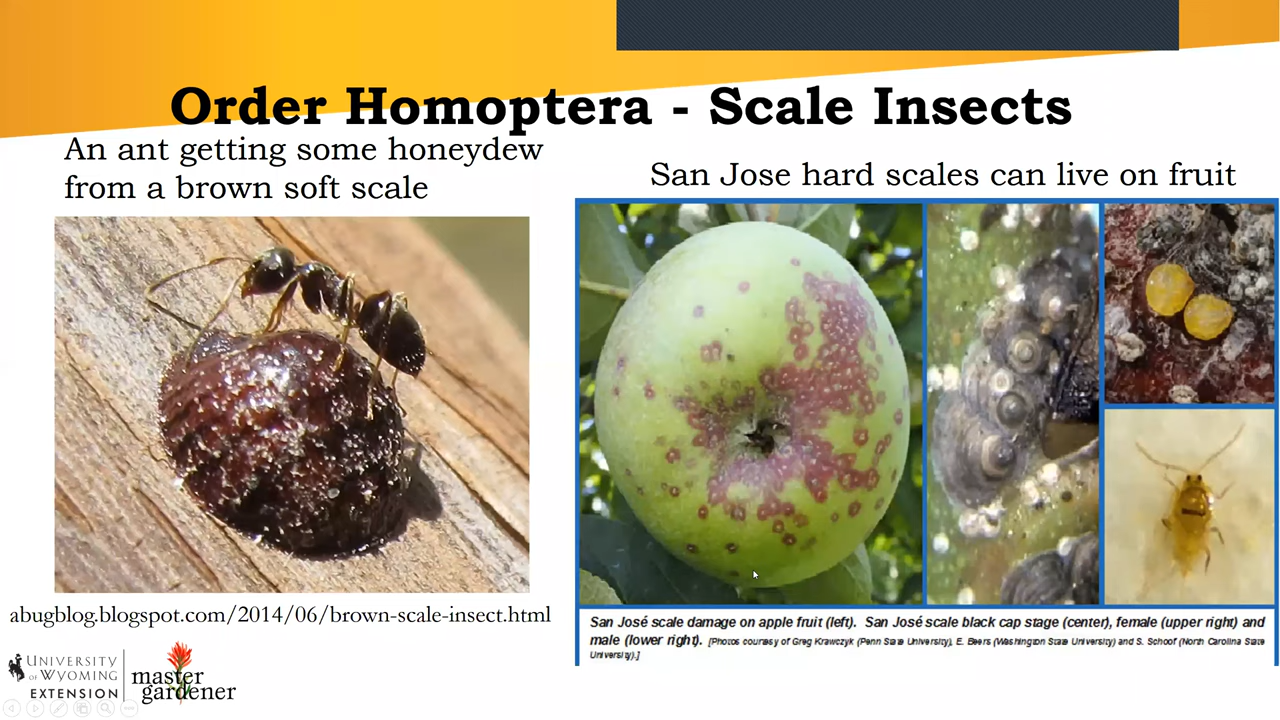 Order Homoptera - Scale Insects
An ant getting some honeydew
from a brown soft scale
San Jose hard scales can live on fruit
abugblog.blogspot.com/2014/06/brown-scale-insect.html
San José scale damage on apple fruit (left). San José scale black cap stage (center), female (upper right) and
male (lower right). [Photos courtesy of Greg Krawczyk (Penn State University), E. Beers (Washington State University) and S. Schoof (North Carolina State
University).]
UNIVERSITY
OF WYOMING
EXTENSION
master
gardener